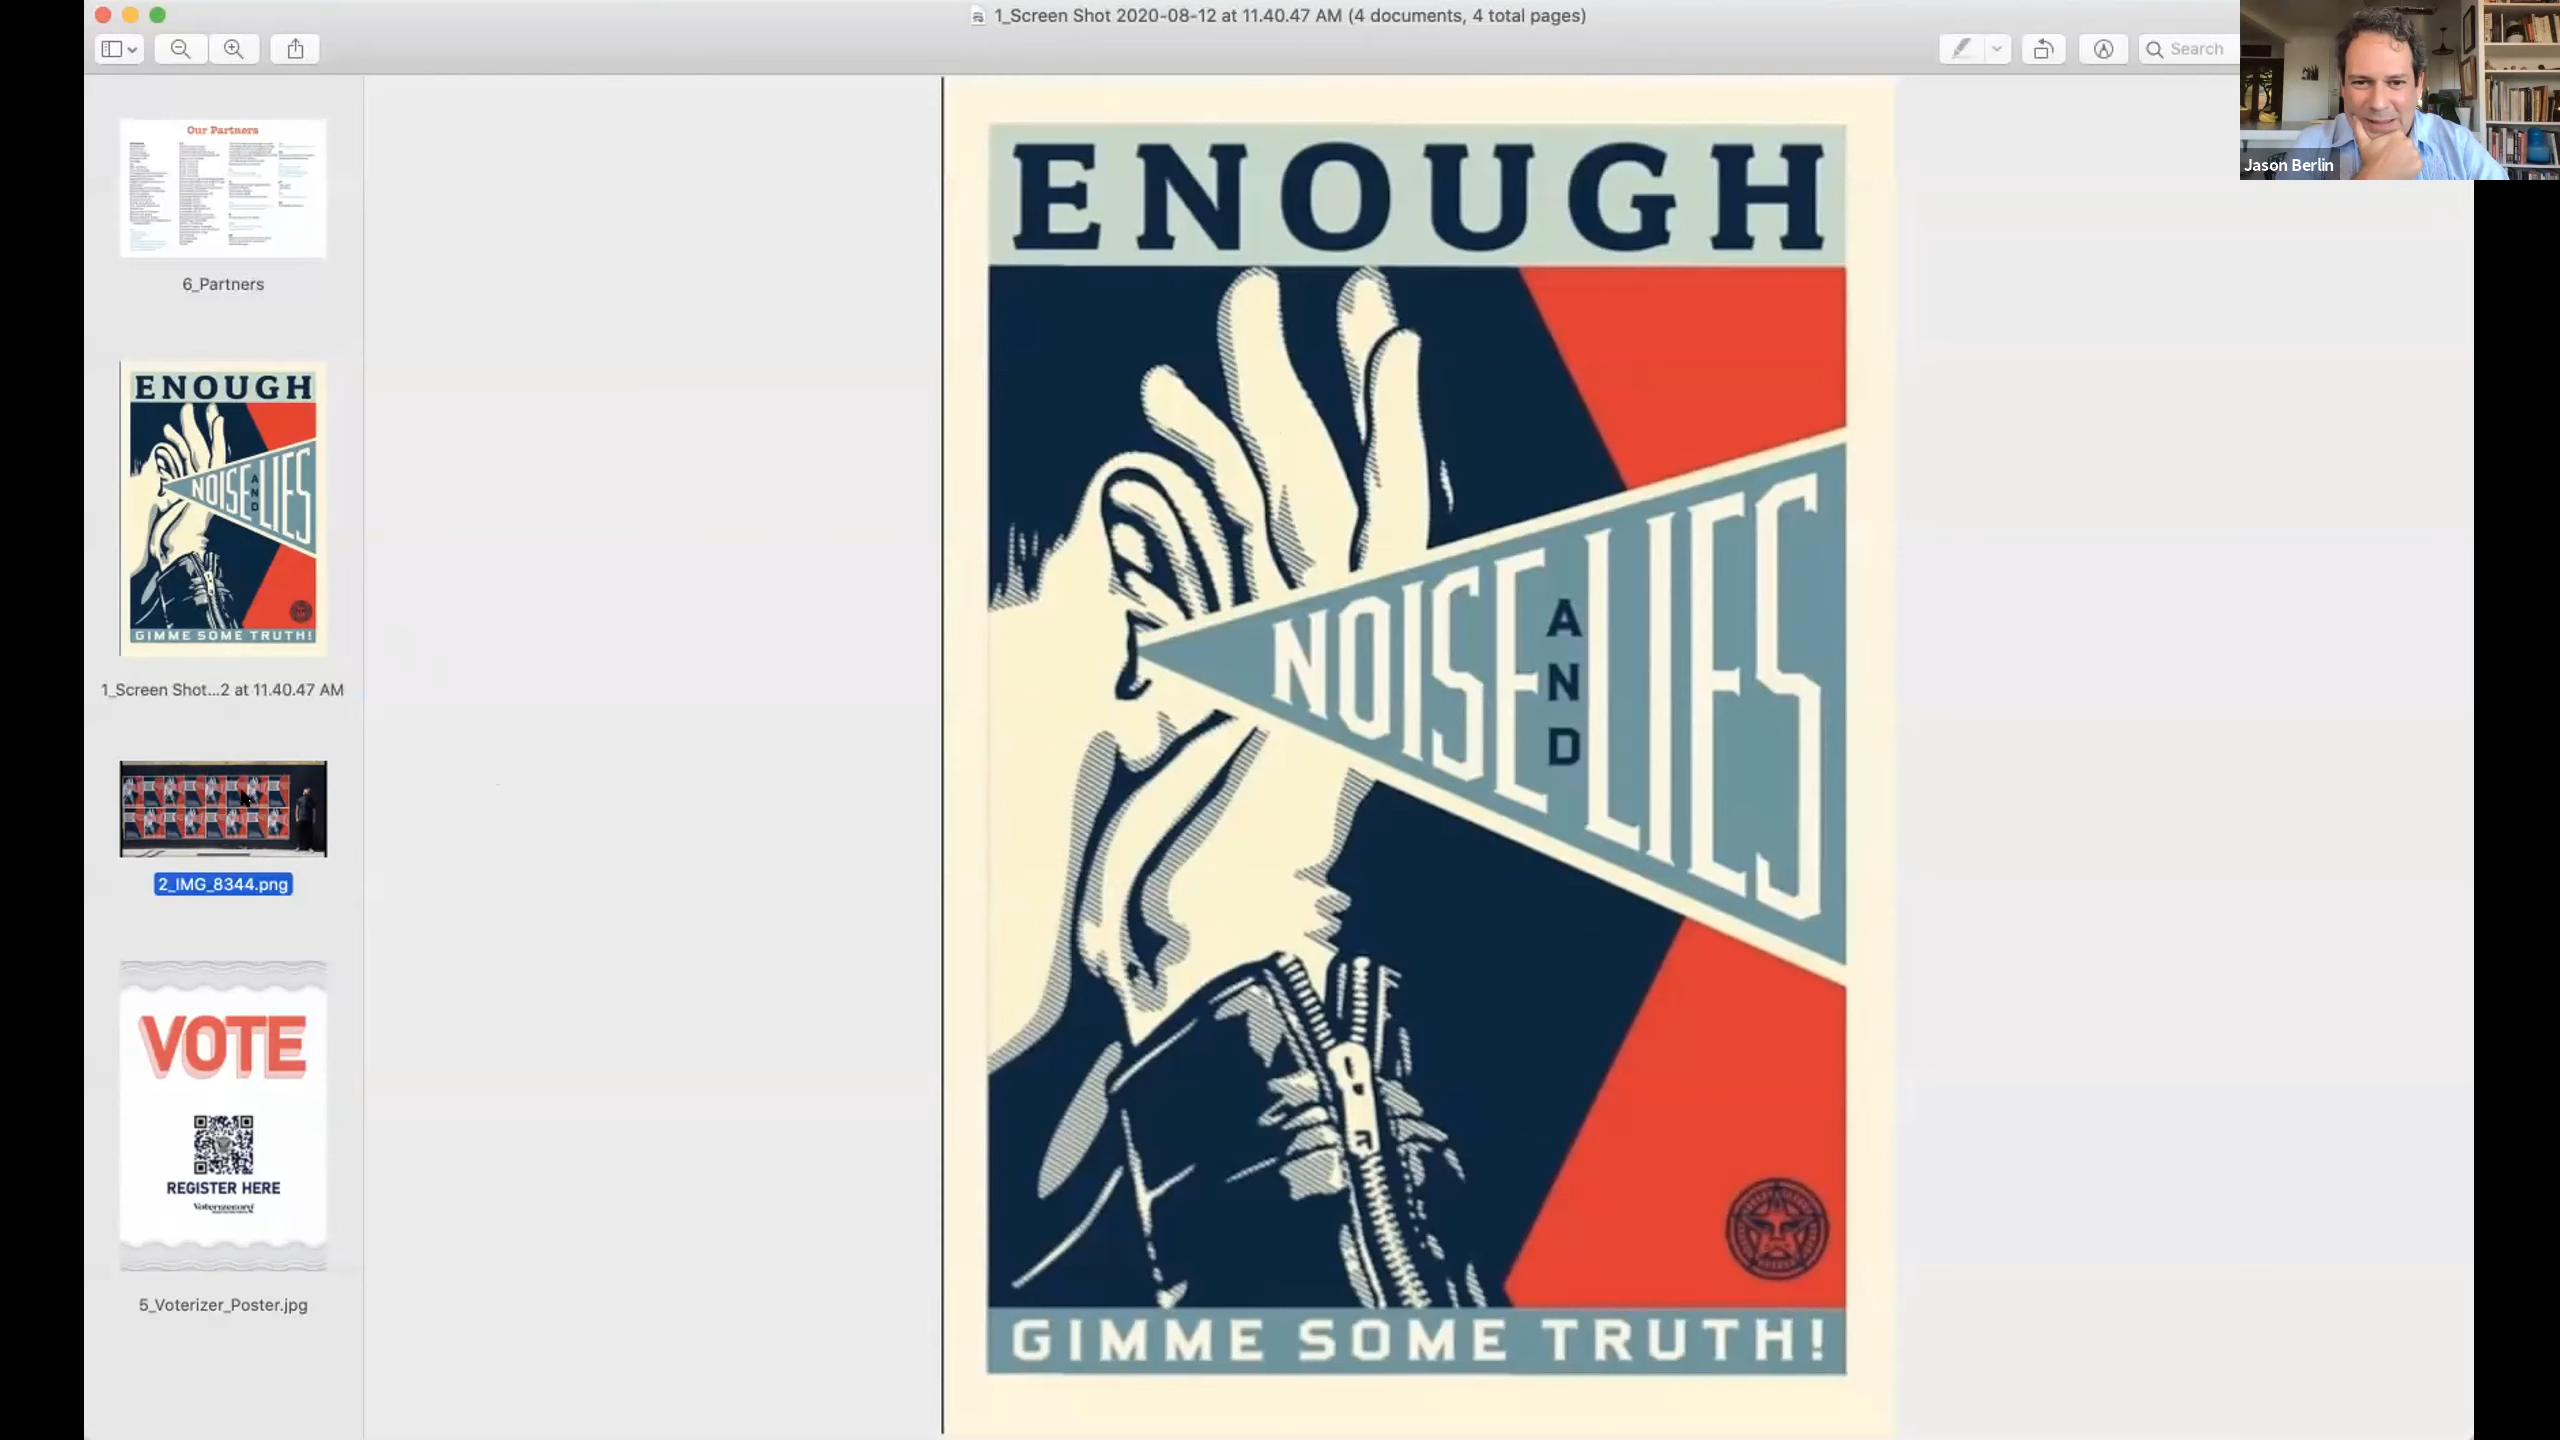 1_Screen Shot 2020-08-12 at 11.40.47 AM (4 documents, 4 total pages)
Search
Jason Berlin
Our Partners
6_Partners
ENOUGH
NOISE AND LIES
GIMME SOME TRUTH!
1_Screen Shot...2 at 11.40.47 AM
2_IMG_8344.png
VOTE
REGISTER HERE
5_Voterizer_Poster.jpg
ENOUGH
NOISE
AND
LIES
GIMME SOME TRUTH!